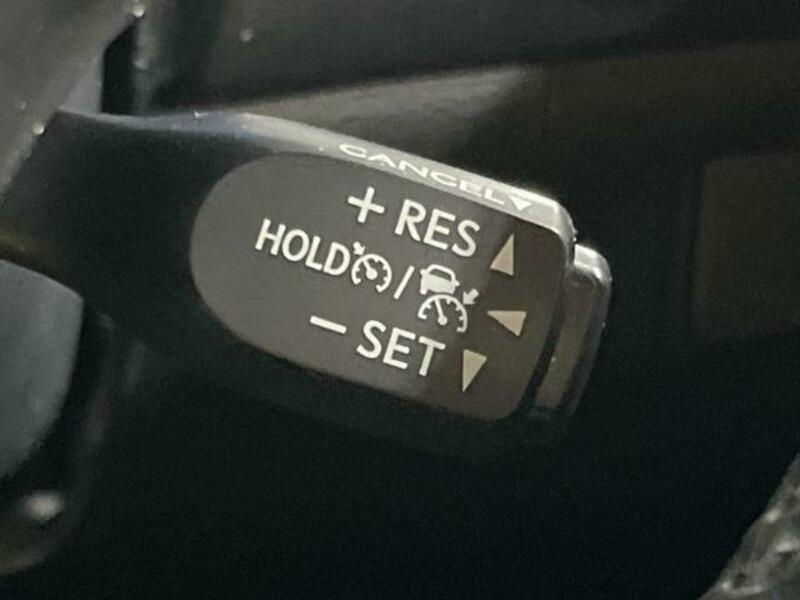 CANCEL
+ RES
HOLD /
− SET